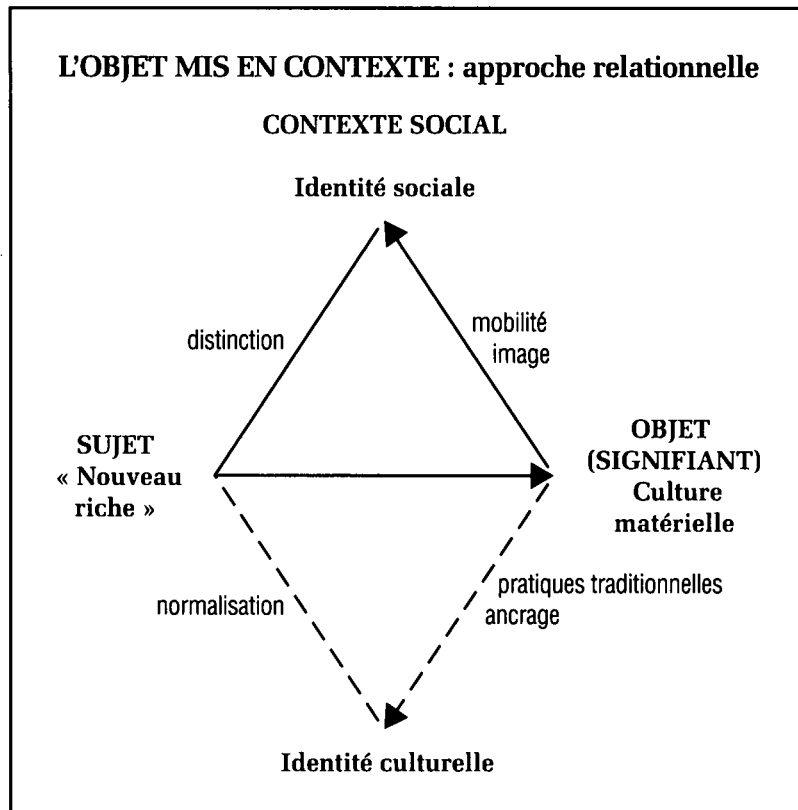 L'OBJET MIS EN CONTEXTE : approche relationnelle
CONTEXTE SOCIAL
Identité sociale
distinction
mobilité
image
SUJET
« Nouveau
riche »
OBJET
(SIGNIFIANT)
Culture
matérielle
normalisation
pratiques traditionnelles
ancrage
Identité culturelle